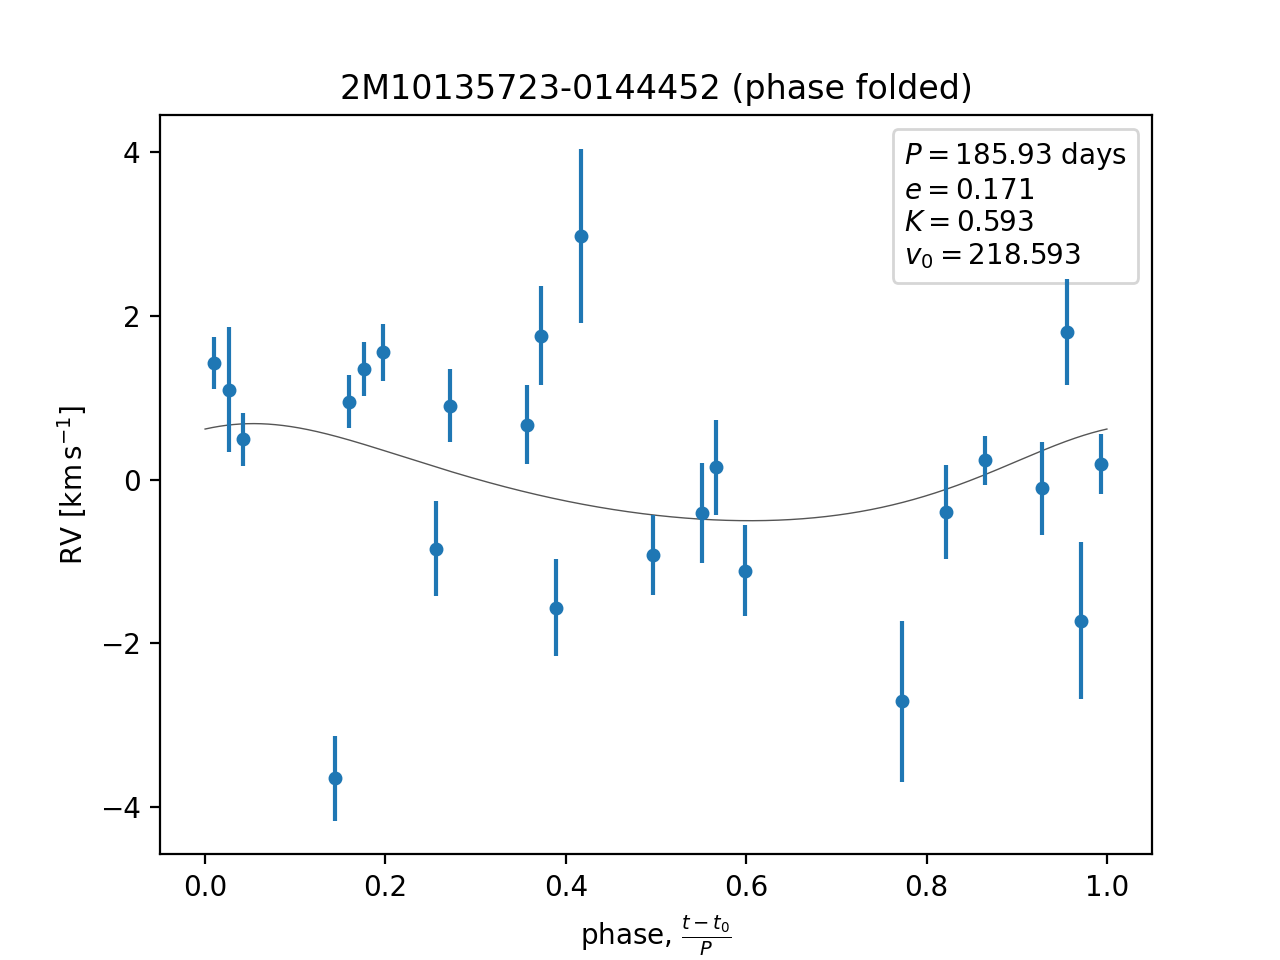 2M10135723-0144452 (phase folded)
P = 185.93 days
e = 0.171
K = 0.593
v₀ = 218.593
4
2
0
−2
−4
RV [km s⁻¹]
0.0 0.2 0.4 0.6 0.8 1.0
phase, (t − t₀)/P